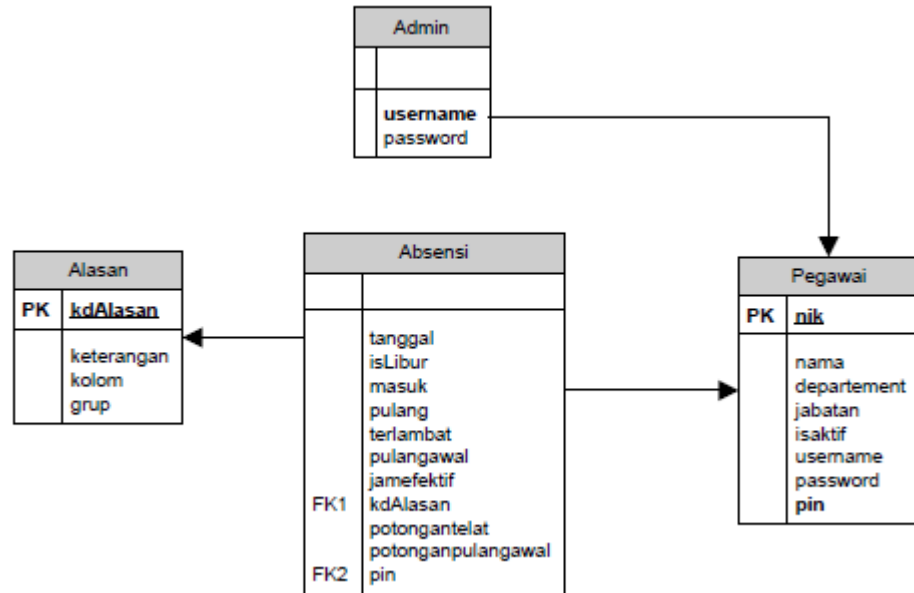 Admin
username
password
Alasan
PK kdAlasan
keterangan
kolom
grup
Absensi
tanggal
isLibur
masuk
pulang
terlambat
pulangawal
jamefektif
FK1 kdAlasan
potongantelat
potonganpulangawal
FK2 pin
Pegawai
PK nik
nama
departement
jabatan
isaktif
username
password
pin